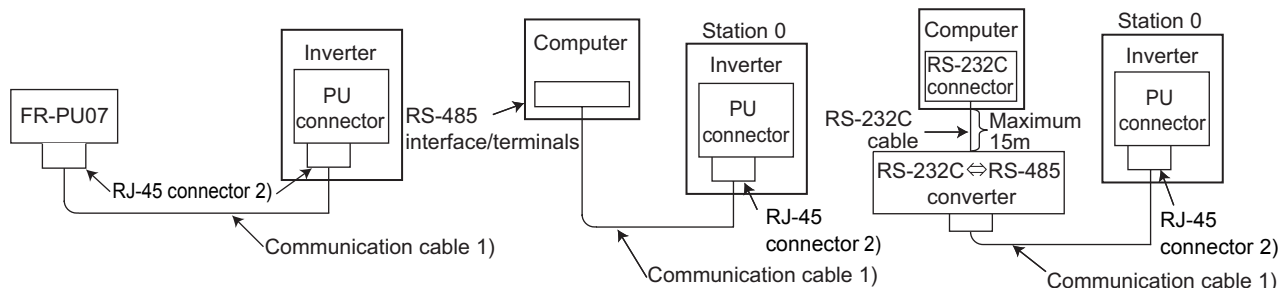 FR-PU07
Inverter
PU
connector
RJ-45 connector 2)
Communication cable 1)
Computer
RS-485
interface/terminals
Station 0
Inverter
PU
connector
RJ-45
connector 2)
Communication cable 1)
Computer
RS-232C
connector
RS-232C
cable
Maximum
15m
RS-232C⇔RS-485
converter
Station 0
Inverter
PU
connector
RJ-45
connector 2)
Communication cable 1)